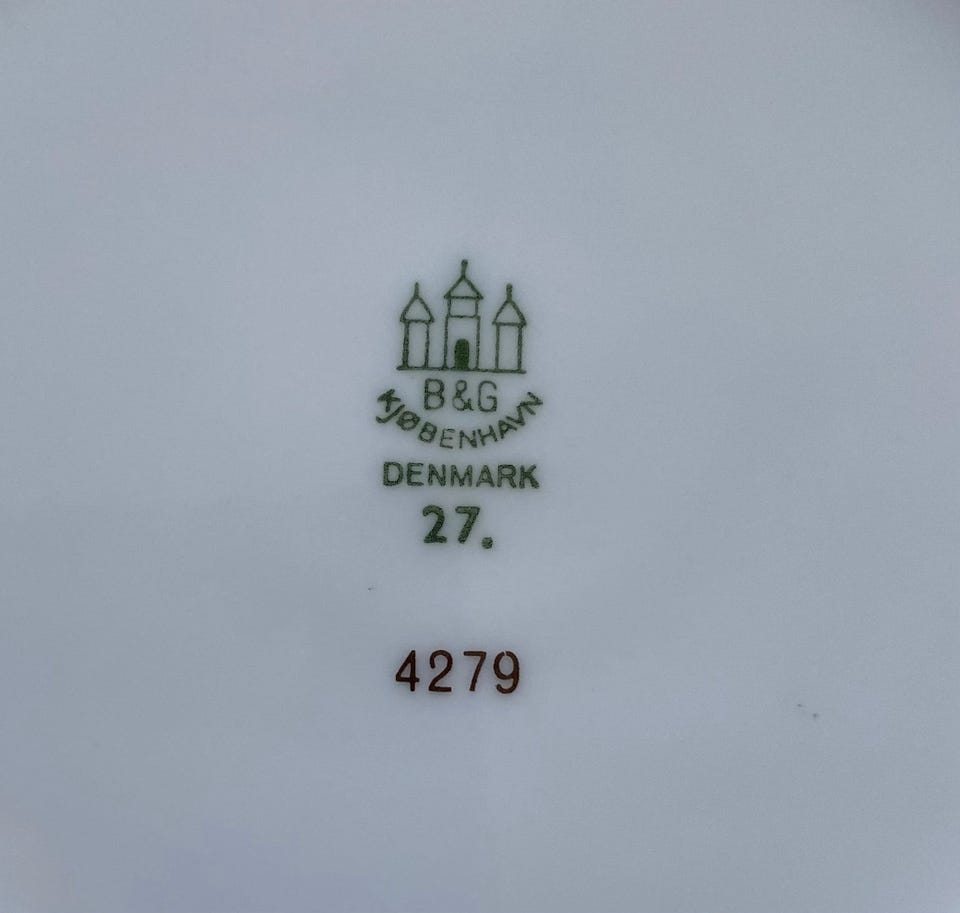 B&G
KJØBENHAVN
DENMARK
27.
4279